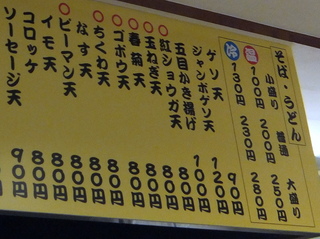 そば・うどん
小盛り 普通 大盛り
温 100円 200円 250円
冷 130円 230円 280円
ゲソ天 90円
ジャンボゲソ天 120円
五目かき揚げ 100円
○紅ショウガ天 80円
○玉ねぎ天 80円
○春菊天 80円
○ゴボウ天 80円
○ちくわ天 80円
○なす天 80円
○ピーマン天 80円
イモ天 80円
コロッケ 80円
ソーセージ天 90円